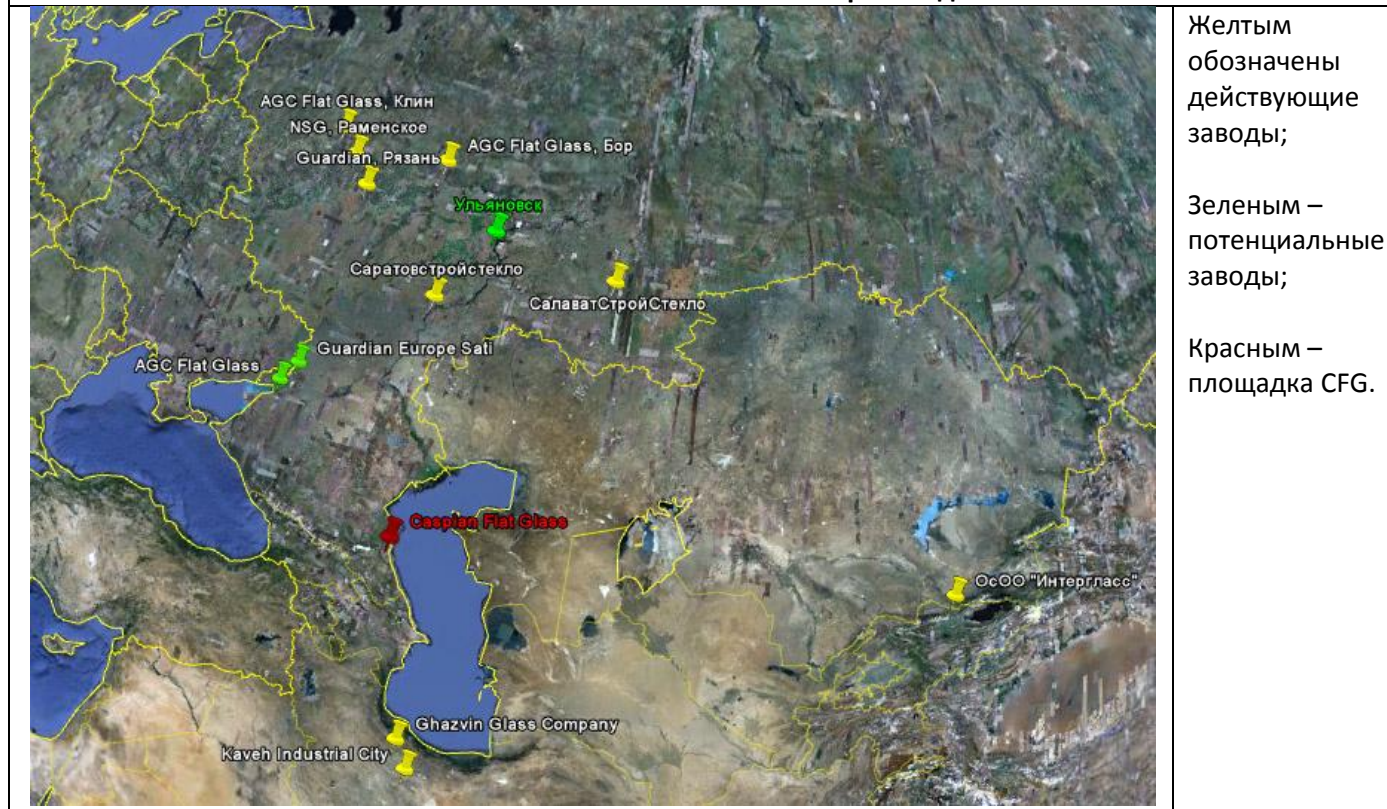 AGC Flat Glass, Клин
NSG, Раменское
Guardian, Рязань
AGC Flat Glass, Бор
Ульяновск
Саратовстройстекло
СалаватСтройСтекло
Guardian Europe Sati
AGC Flat Glass
Caspian Flat Glass
ОсОО "Интергласс"
Ghazvin Glass Company
Kaveh Industrial City
Желтым
обозначены
действующие
заводы;
Зеленым –
потенциальные
заводы;
Красным –
площадка CFG.